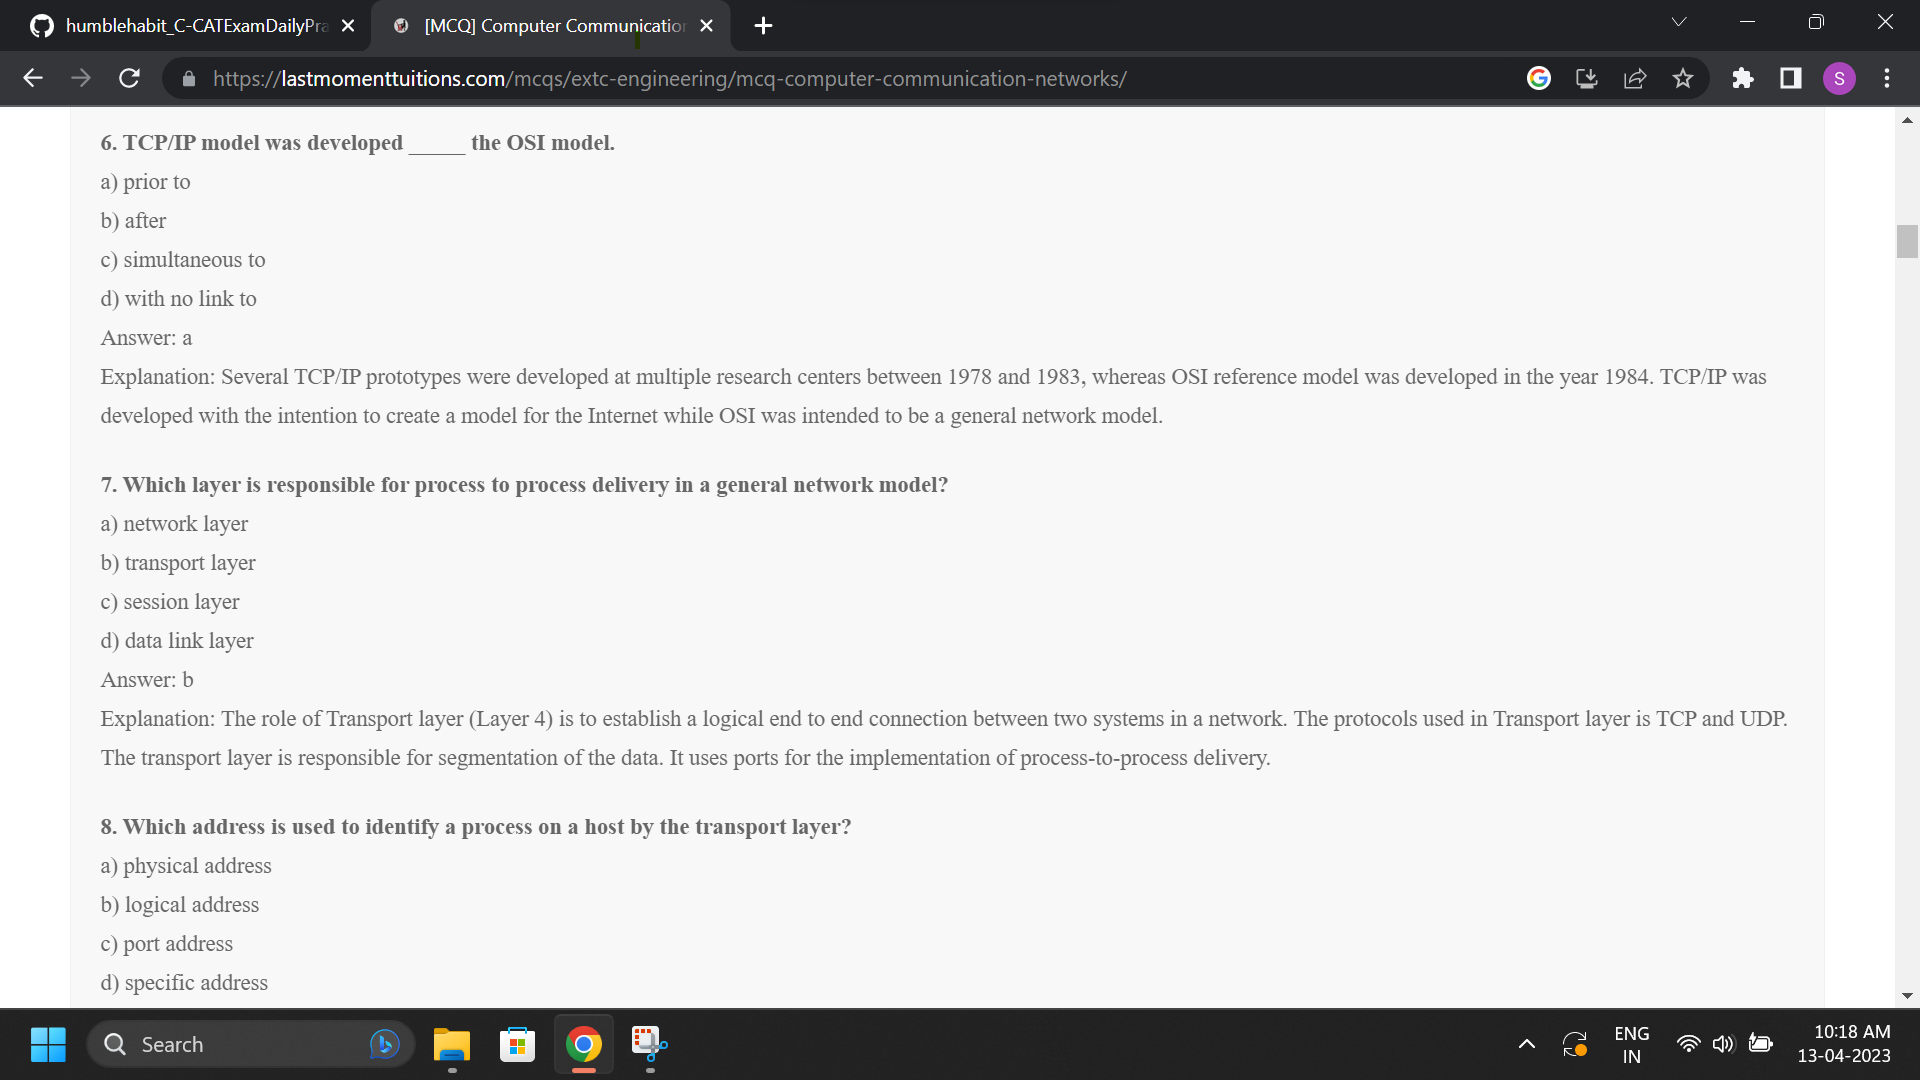 humblehabit_C-CATExamDailyPra
[MCQ] Computer Communication
https://lastmomenttuitions.com/mcqs/extc-engineering/mcq-computer-communication-networks/
S
6. TCP/IP model was developed _____ the OSI model.
a) prior to
b) after
c) simultaneous to
d) with no link to
Answer: a
Explanation: Several TCP/IP prototypes were developed at multiple research centers between 1978 and 1983, whereas OSI reference model was developed in the year 1984. TCP/IP was
developed with the intention to create a model for the Internet while OSI was intended to be a general network model.
7. Which layer is responsible for process to process delivery in a general network model?
a) network layer
b) transport layer
c) session layer
d) data link layer
Answer: b
Explanation: The role of Transport layer (Layer 4) is to establish a logical end to end connection between two systems in a network. The protocols used in Transport layer is TCP and UDP.
The transport layer is responsible for segmentation of the data. It uses ports for the implementation of process-to-process delivery.
8. Which address is used to identify a process on a host by the transport layer?
a) physical address
b) logical address
c) port address
d) specific address
Search
ENG
IN
10:18 AM
13-04-2023